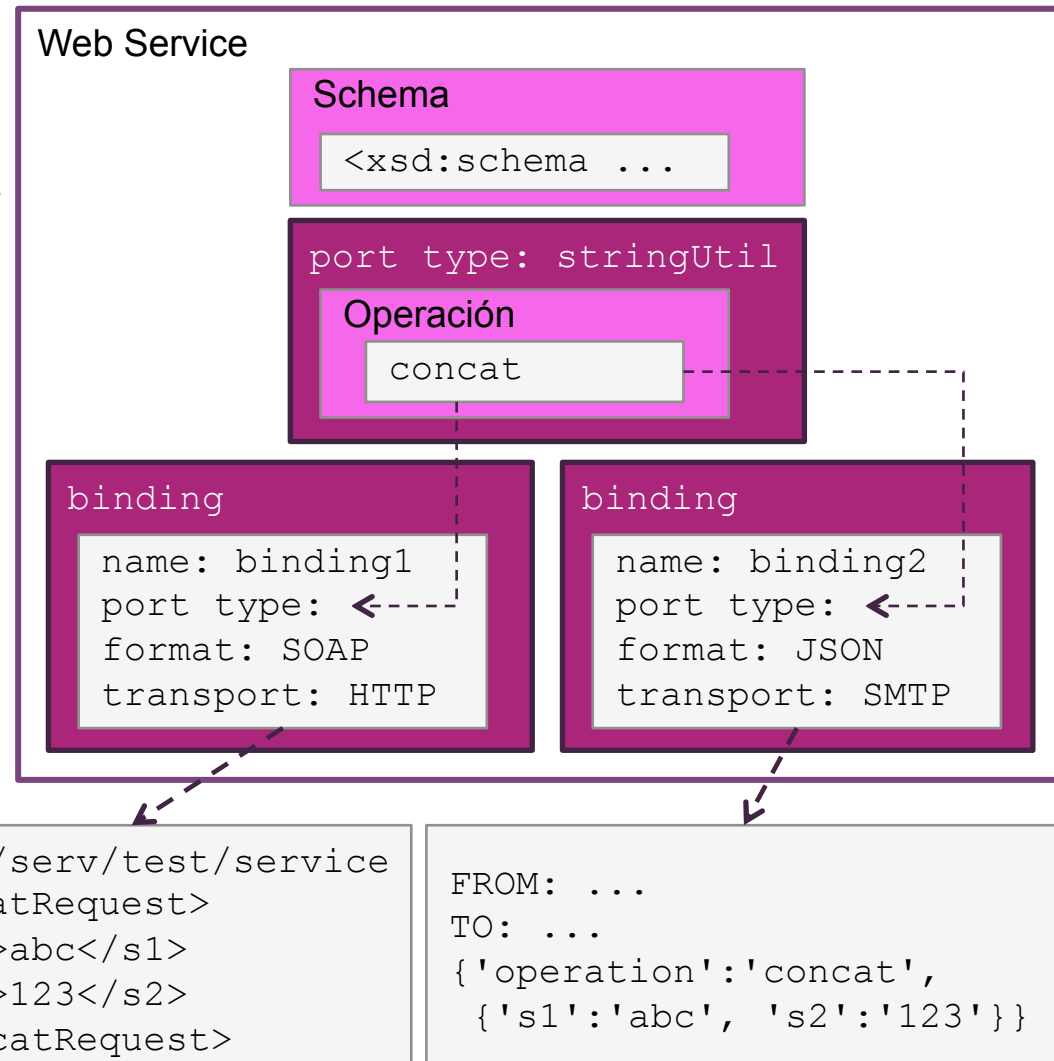 Web Service
Schema
<xsd:schema ...
port type: stringUtil
Operación
concat
binding
name: binding1
port type:
format: SOAP
transport: HTTP
binding
name: binding2
port type:
format: JSON
transport: SMTP
/serv/test/service
atRequest>
>abc</s1>
>123</s2>
catRequest>
FROM: ...
TO: ...
{'operation':'concat',
{'s1':'abc', 's2':'123'}}